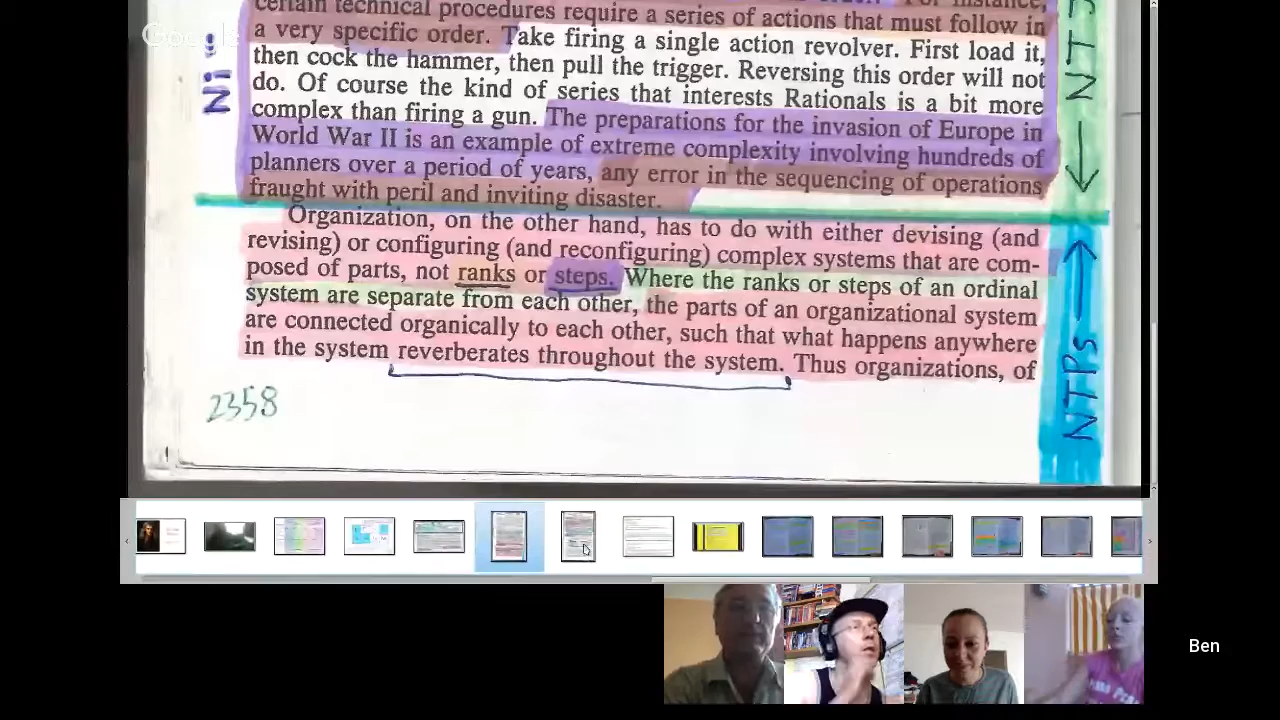 certain technical procedures require a series of actions that must follow in
a very specific order. Take firing a single action revolver. First load it,
then cock the hammer, then pull the trigger. Reversing this order will not
do. Of course the kind of series that interests Rationals is a bit more
complex than firing a gun. The preparations for the invasion of Europe in
World War II is an example of extreme complexity involving hundreds of
planners over a period of years, any error in the sequencing of operations
fraught with peril and inviting disaster.
Organization, on the other hand, has to do with either devising (and
revising) or configuring (and reconfiguring) complex systems that are com-
posed of parts, not ranks or steps. Where the ranks or steps of an ordinal
system are separate from each other, the parts of an organizational system
are connected organically to each other, such that what happens anywhere
in the system reverberates throughout the system. Thus organizations, of
2358
Ni
NTPs
Google
Ben